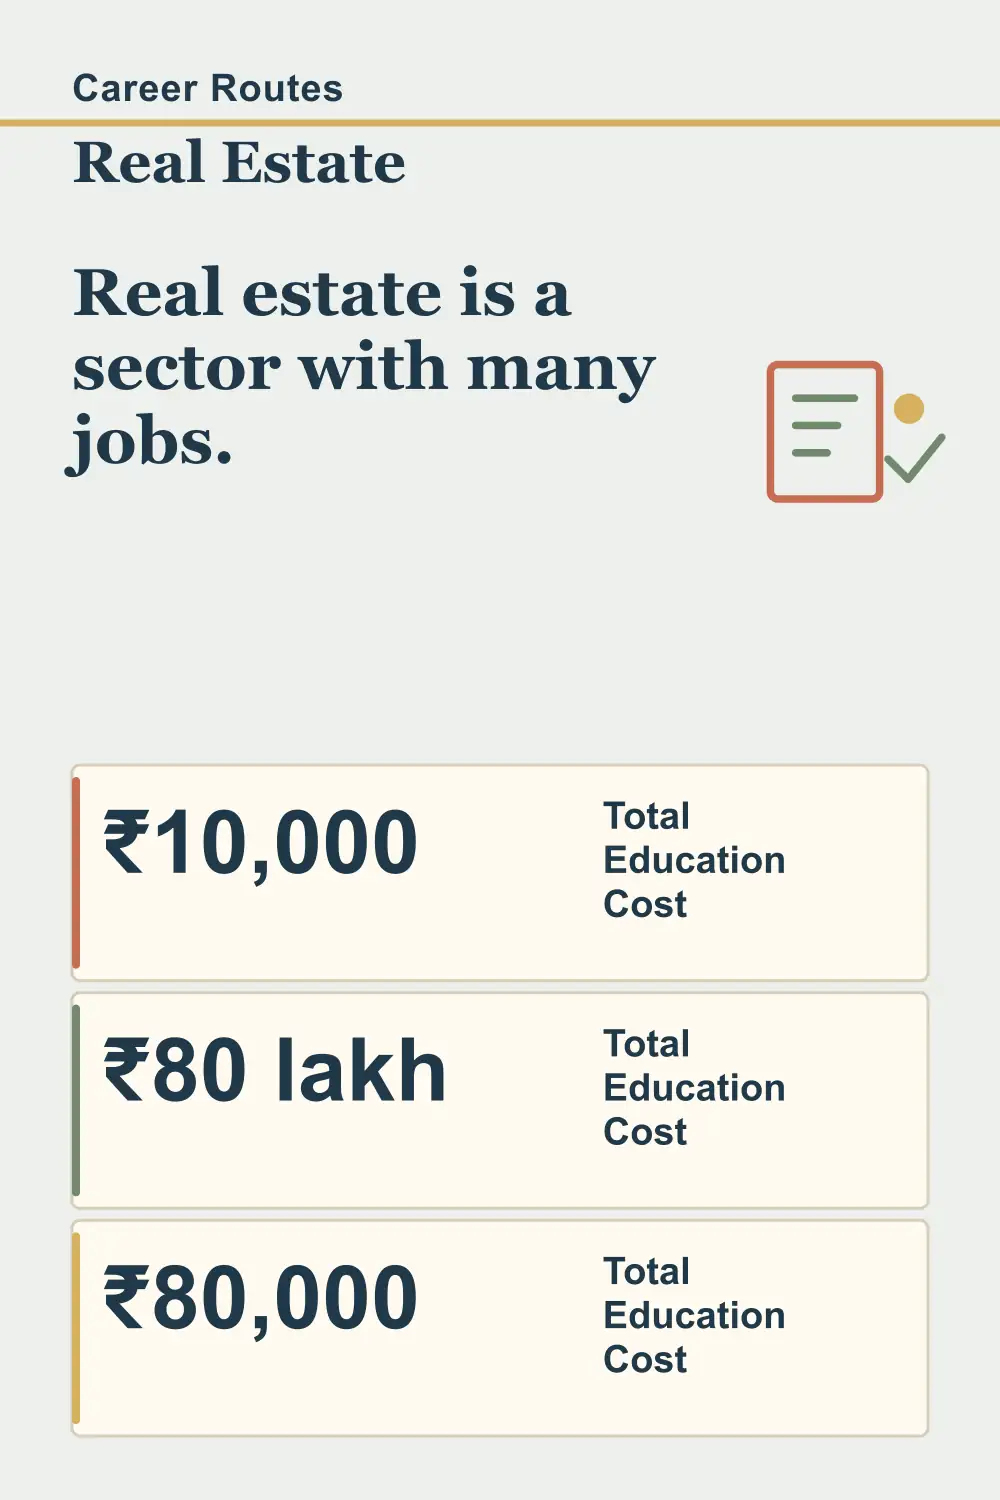 Career Routes
Real Estate
Real estate is a
sector with many
jobs.
₹10,000
Total
Education
Cost
₹80 lakh
Total
Education
Cost
₹80,000
Total
Education
Cost